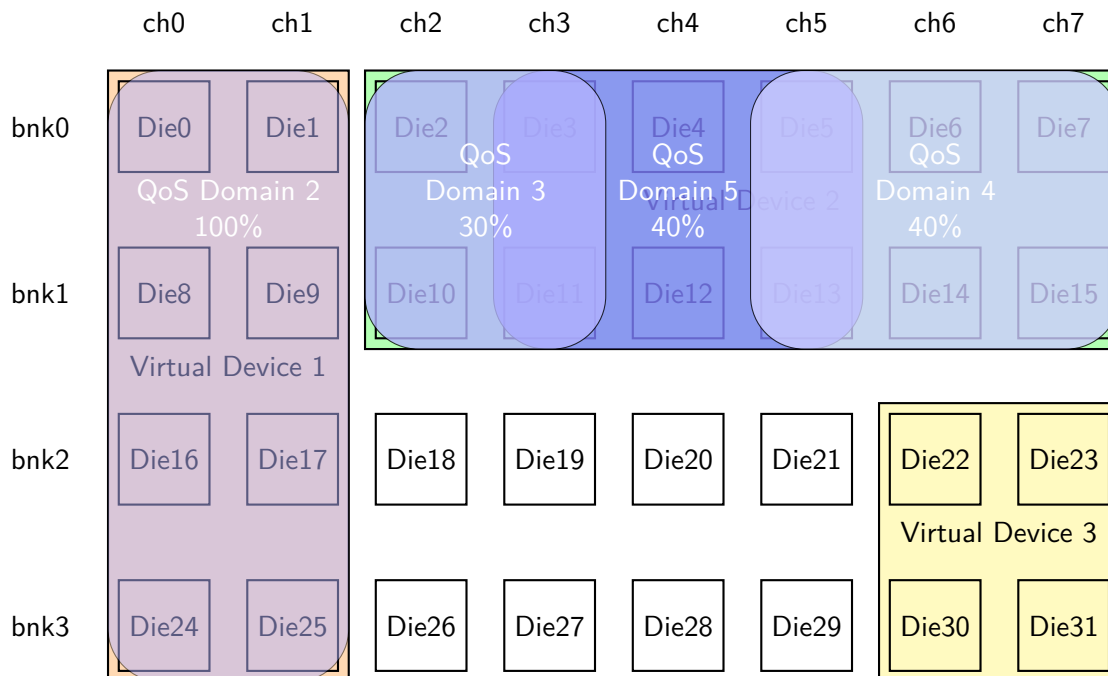 ch0 ch1 ch2 ch3 ch4 ch5 ch6 ch7
bnk0 Die0 Die1 Die2 Die3 Die4 Die5 Die6 Die7
QoS Domain 2
100%
QoS
Domain 3
30%
QoS
Domain 5
40%
Virtual Device 2
QoS
Domain 4
40%
bnk1 Die8 Die9 Die10 Die11 Die12 Die13 Die14 Die15
Virtual Device 1
bnk2 Die16 Die17 Die18 Die19 Die20 Die21 Die22 Die23
Virtual Device 3
bnk3 Die24 Die25 Die26 Die27 Die28 Die29 Die30 Die31